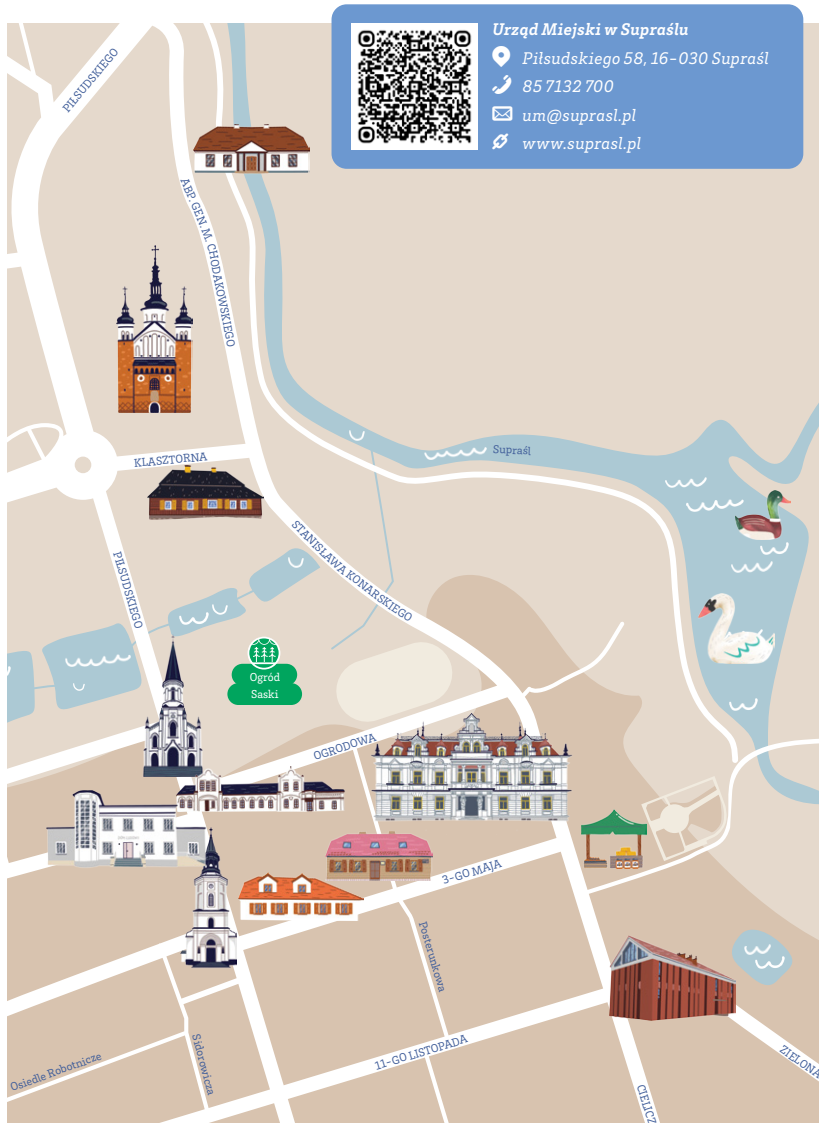 Urząd Miejski w Supraślu
Piłsudskiego 58, 16-030 Supraśl
85 7132 700
um@suprasl.pl
www.suprasl.pl
PIŁSUDSKIEGO
ABP. GEN. M. CHODAKOWSKIEGO
KLASZTORNA
Supraśl
STANISŁAWA KONARSKIEGO
PIŁSUDSKIEGO
Ogród
Saski
OGRODOWA
3-GO MAJA
Posterunkowa
11-GO LISTOPADA
Sidorowicza
Osiedle Robotnicze
ZIELONA
CIELICZ